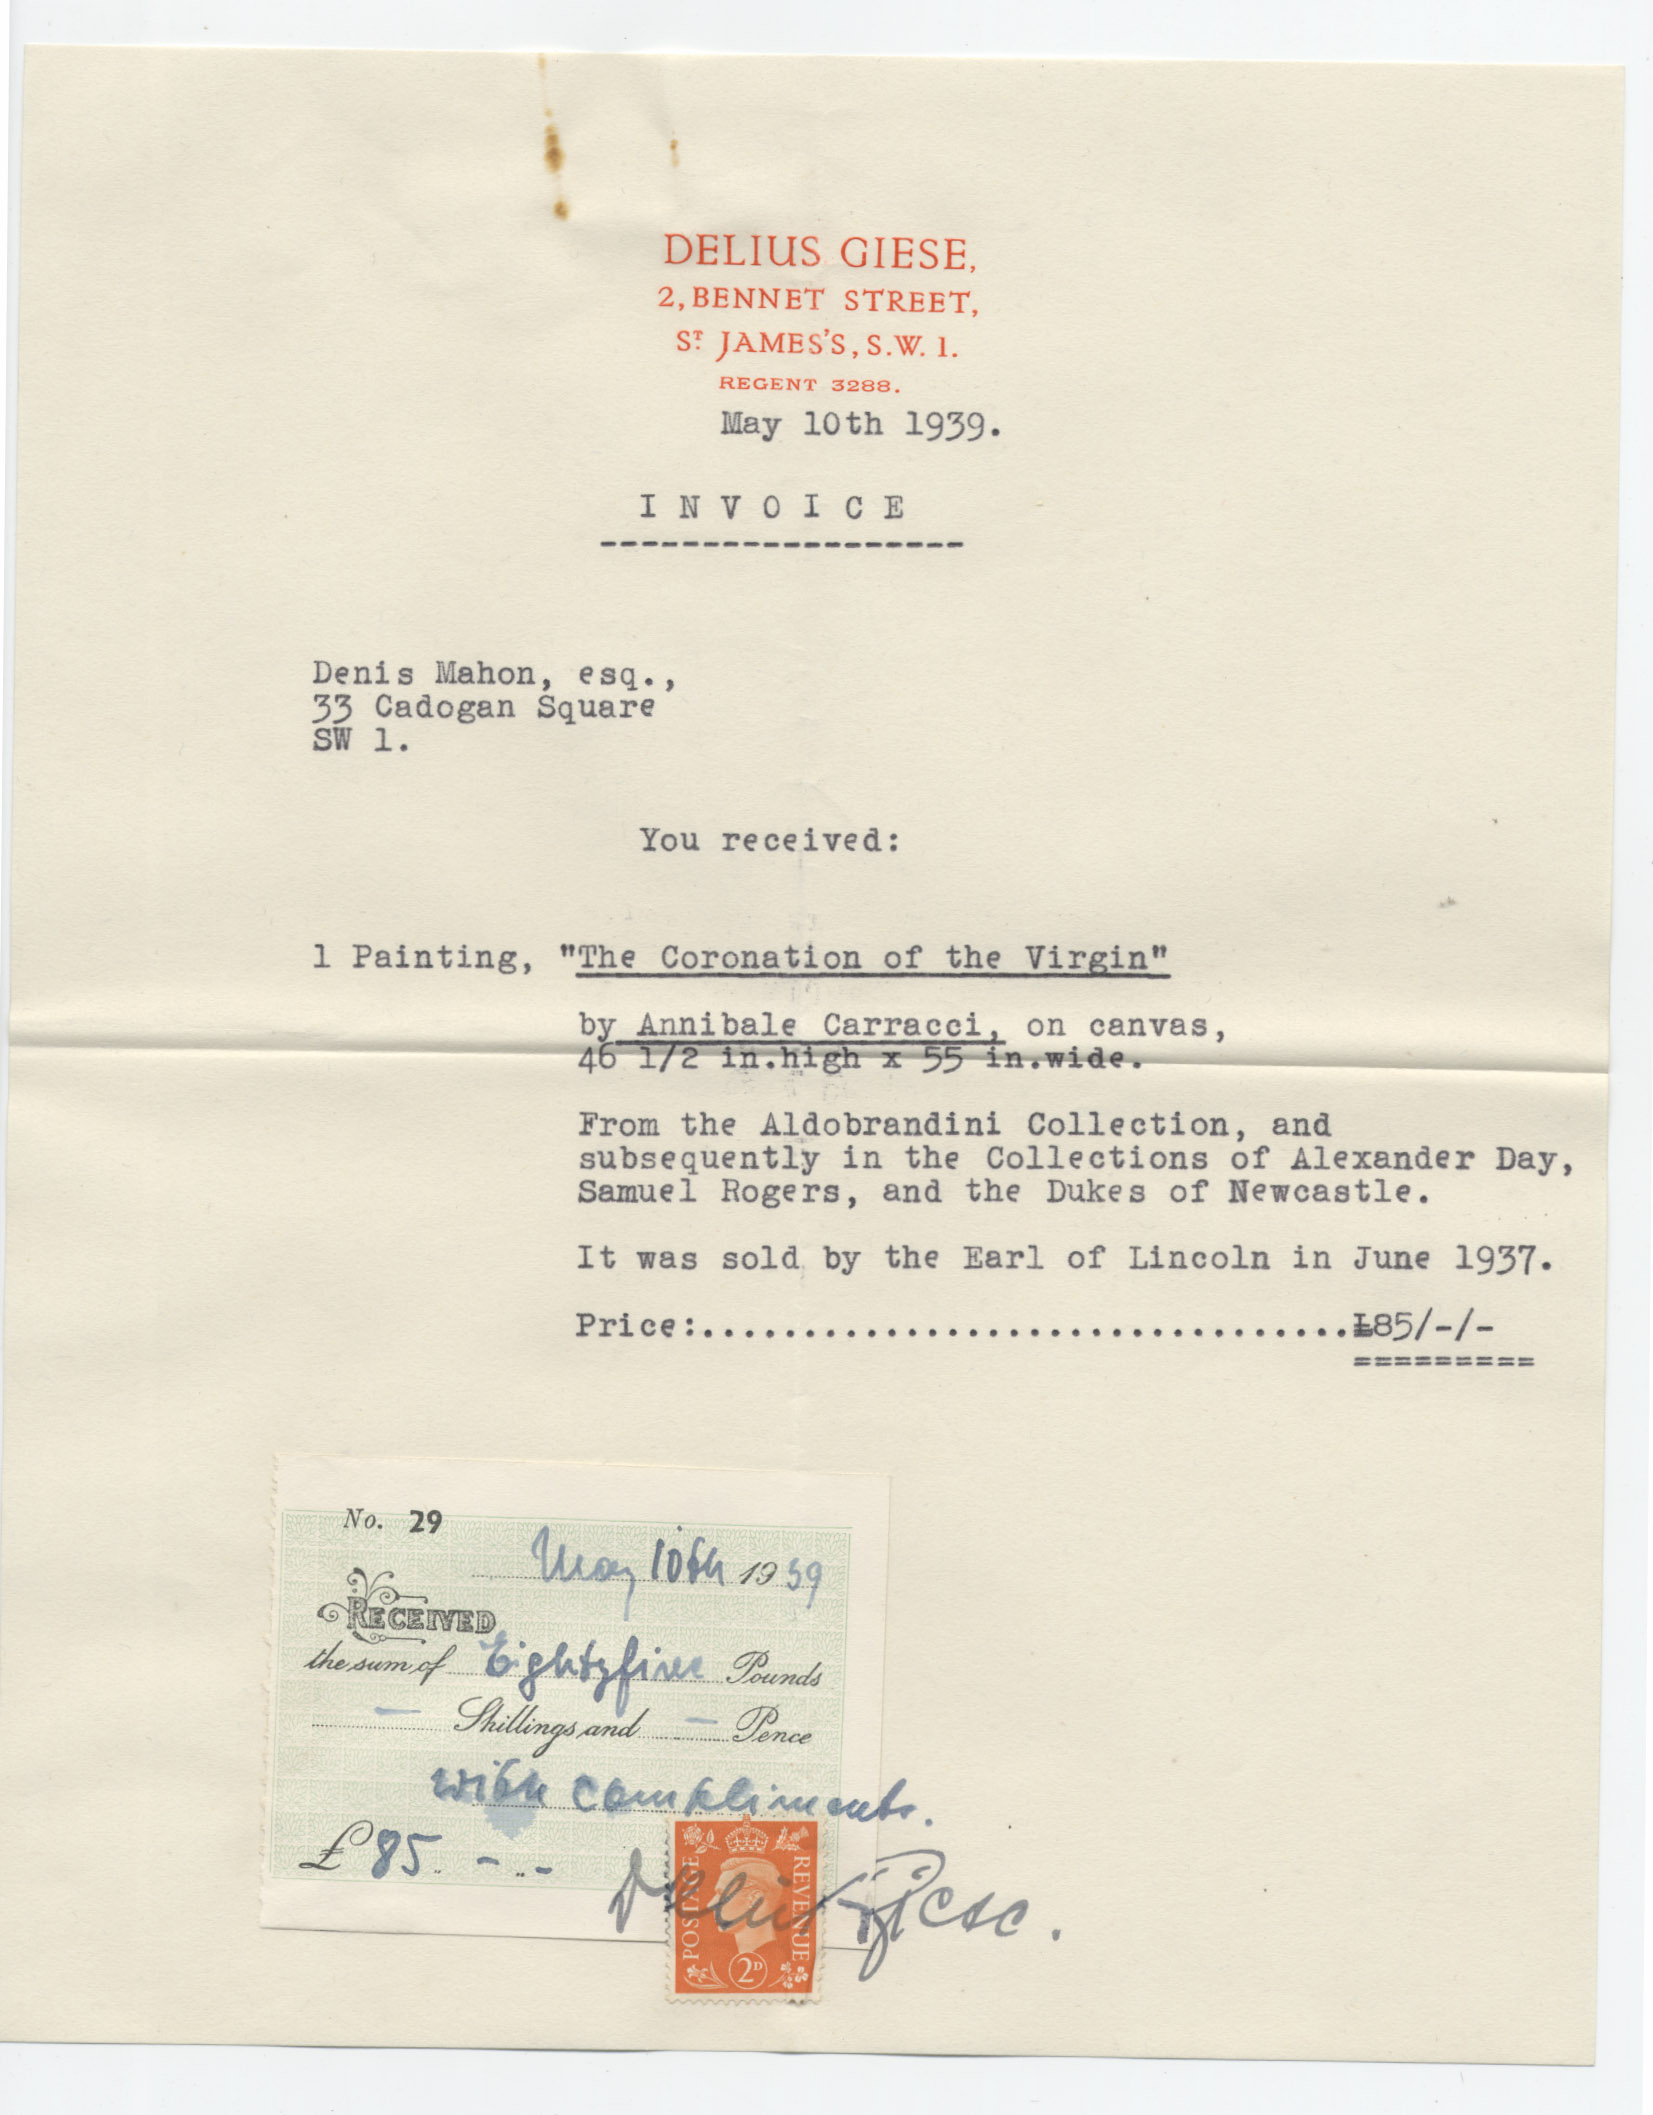 DELIUS GIESE,
2, BENNET STREET,
ST JAMES'S, S.W. 1.
REGENT 3288.
May 10th 1939.
I N V O I C E
------------------
Denis Mahon, esq.,
33 Cadogan Square
SW 1.
You received:
1 Painting, "The Coronation of the Virgin"
by Annibale Carracci, on canvas,
46 1/2 in.high x 55 in.wide.
From the Aldobrandini Collection, and
subsequently in the Collections of Alexander Day,
Samuel Rogers, and the Dukes of Newcastle.
It was sold by the Earl of Lincoln in June 1937.
Price:................................£85/-/-
=========
No. 29
May 10th 1939
RECEIVED
the sum of Eightyfive Pounds
— Shillings and — Pence
with compliments.
£ 85. - .. -
Delius Giese.
POSTAGE REVENUE
2D